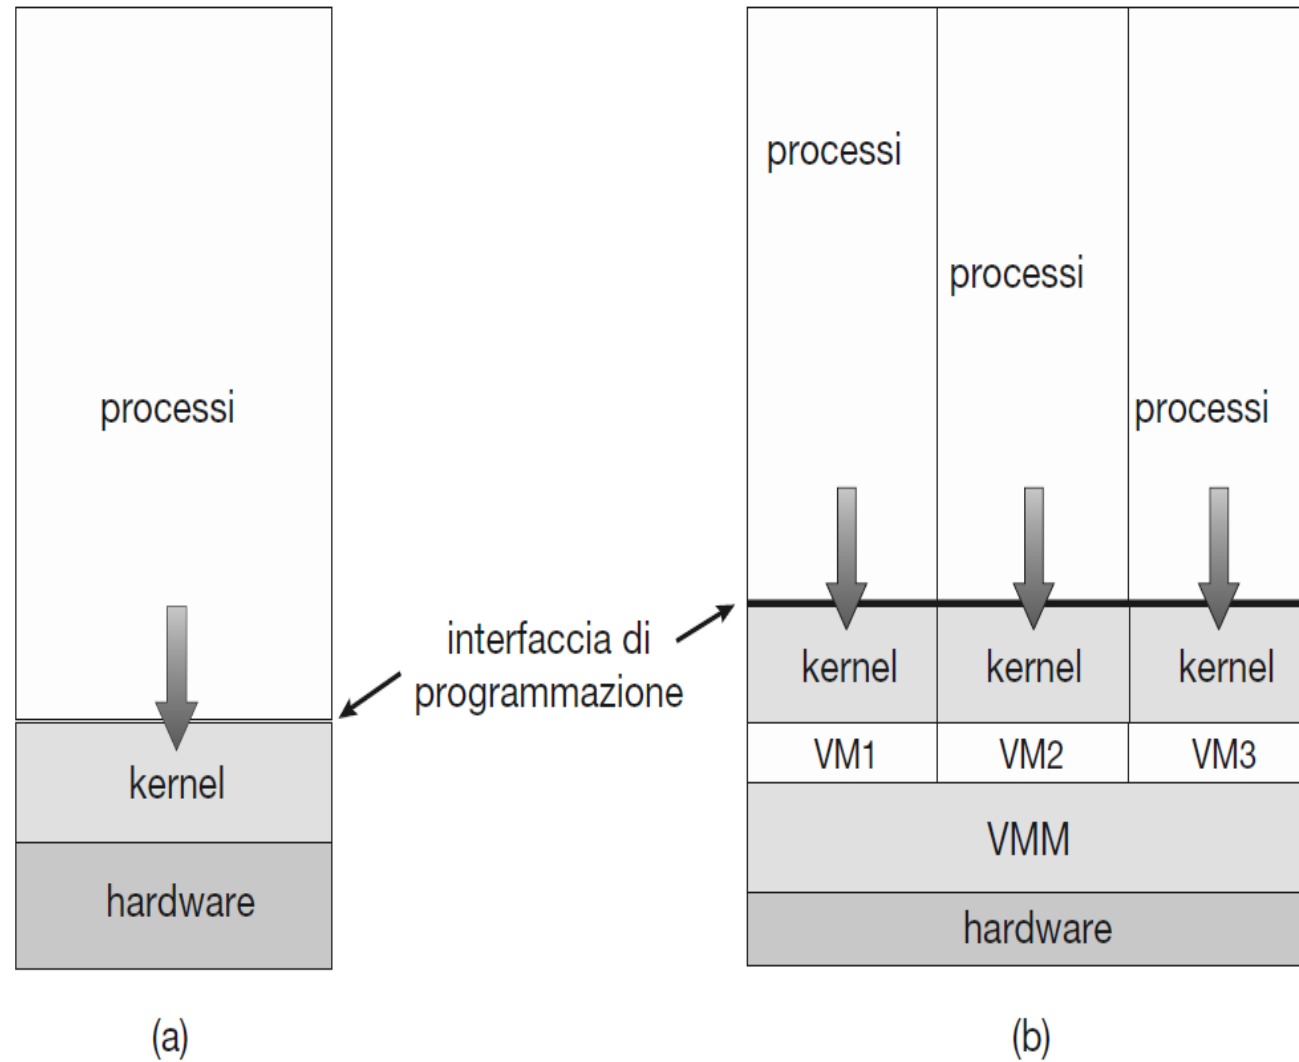 processi
kernel
hardware
(a)
interfaccia di
programmazione
processi
processi
processi
kernel
kernel
kernel
VM1
VM2
VM3
VMM
hardware
(b)